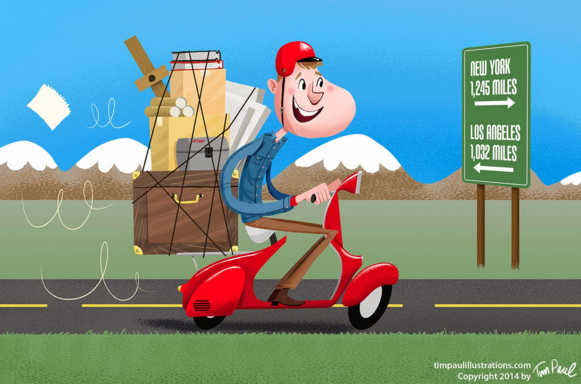 NEW YORK
1,245 MILES
LOS ANGELES
1,032 MILES
timpaulillustrations.com
Copyright 2014 by Tim Paul